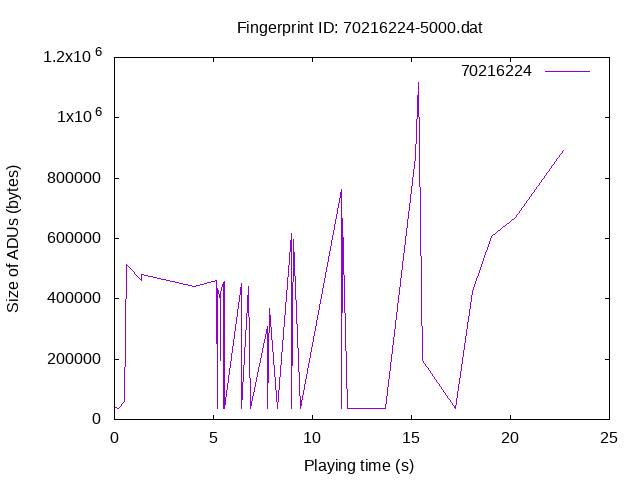 Fingerprint ID: 70216224-5000.dat
70216224
1.2x10^6
1x10^6
800000
600000
400000
200000
0
Size of ADUs (bytes)
0 5 10 15 20 25
Playing time (s)